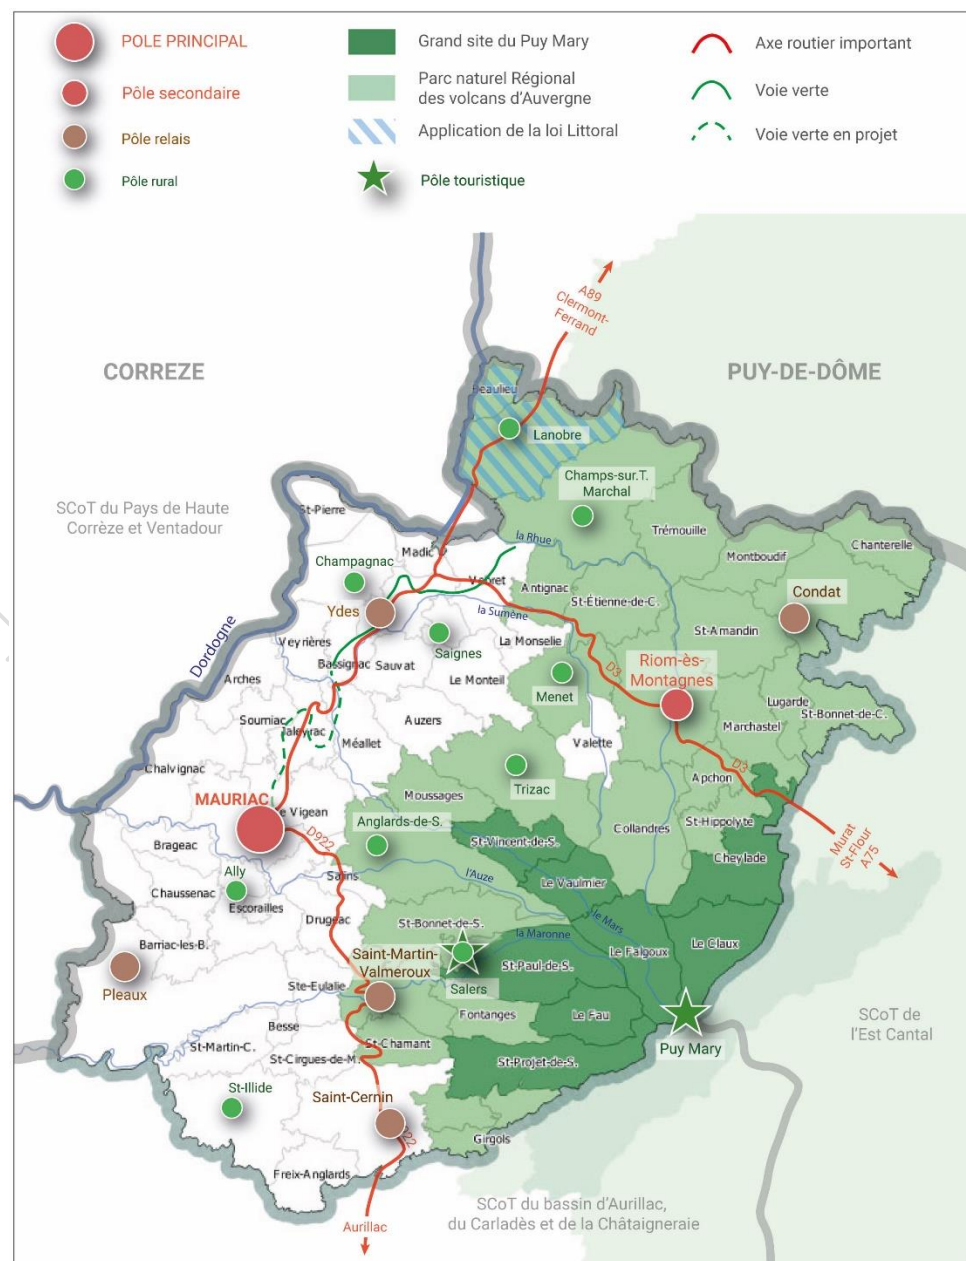 POLE PRINCIPAL
Pôle secondaire
Pôle relais
Pôle rural
Grand site du Puy Mary
Parc naturel Régional
des volcans d'Auvergne
Application de la loi Littoral
Pôle touristique
Axe routier important
Voie verte
Voie verte en projet
A89
Clermont-
Ferrand
CORREZE
PUY-DE-DÔME
Beaulieu
Lanobre
SCoT du Pays de Haute
Corrèze et Ventadour
St-Pierre
Champs-sur.T.
Marchal
Trémouille
la Rhue
Madic
Montboudif
Chanterelle
Champagnac
Vebret
Antignac
Condat
Ydes
la Sumène
St-Étienne-de-C.
St-Amandin
Dordogne
Veyrières
Saignes
La Monselie
Bassignac
Sauvat
D3
Riom-ès-
Montagnes
Arches
Le Monteil
Menet
Lugarde
St-Bonnet-de-C.
Sourniac
Jaleyrac
Auzers
Marchastel
Méallet
Valette
Chalvignac
D3
Apchon
Trizac
MAURIAC
Moussages
Le Vigean
D922
Anglards-de-S.
St-Hippolyte
Collandres
Murat
St-Flour
A75
Brageac
St-Vincent-de-S.
Cheylade
Ally
Salins
l'Auze
Le Vaulmier
Chaussenac
Escorailles
Drugeac
St-Bonnet-de-S.
le Mars
la Maronne
Barriac-les-B.
Saint-Martin-
Valmeroux
Le Falgoux
Le Claux
St-Paul-de-S.
Pleaux
Ste-Eulalie
Salers
Fontanges
Le Fau
SCoT de
l'Est Cantal
Besse
St-Martin-C.
St-Chamant
Puy Mary
St-Cirgues-de-M.
St-Projet-de-S.
St-Illide
Saint-Cernin
Girgols
Freix-Anglards
SCoT du bassin d'Aurillac,
du Carladès et de la Châtaigneraie
Aurillac